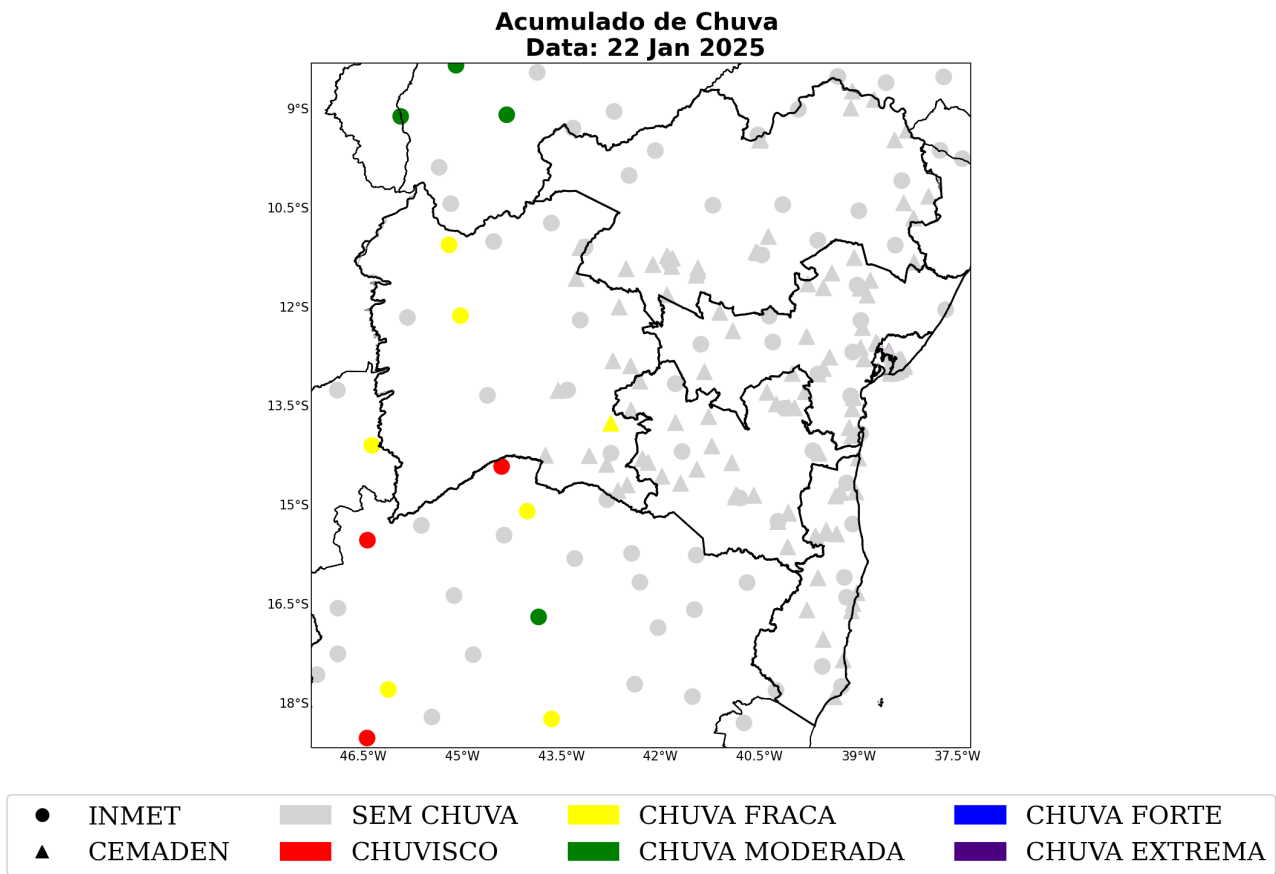 Acumulado de Chuva
Data: 22 Jan 2025
9°S
10.5°S
12°S
13.5°S
15°S
16.5°S
18°S
46.5°W 45°W 43.5°W 42°W 40.5°W 39°W 37.5°W
INMET SEM CHUVA CHUVA FRACA CHUVA FORTE
CEMADEN CHUVISCO CHUVA MODERADA CHUVA EXTREMA